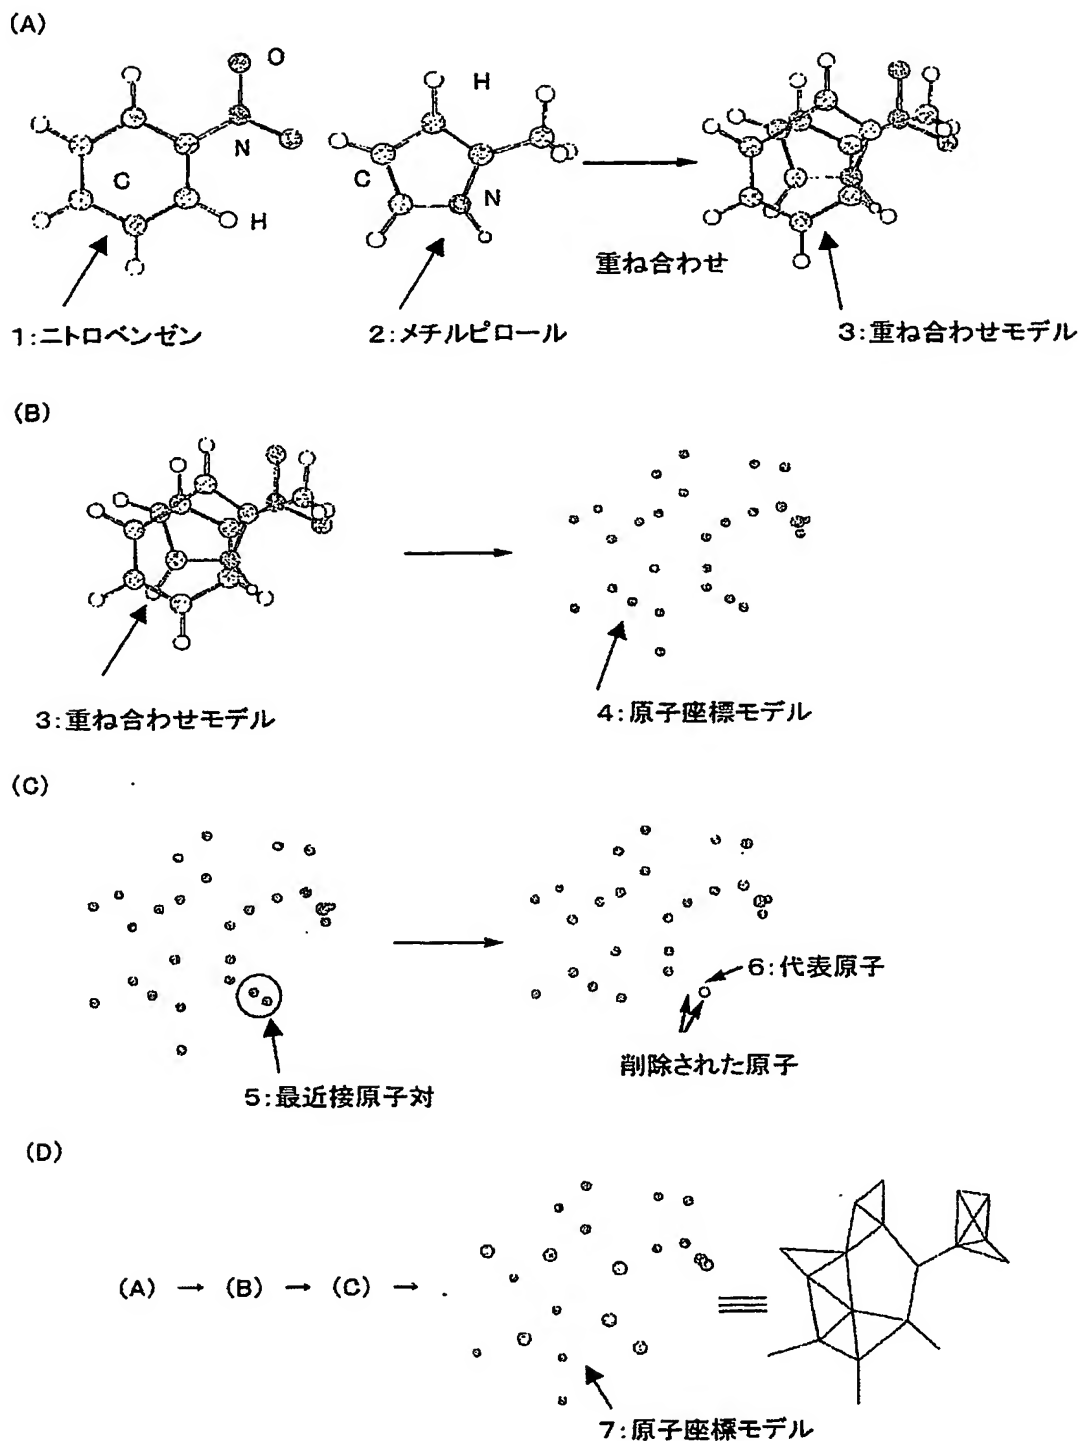 (A)
O
N
C
H
H
C
N
重ね合わせ
1:ニトロベンゼン
2:メチルピロール
3:重ね合わせモデル
(B)
3:重ね合わせモデル
4:原子座標モデル
(C)
6:代表原子
削除された原子
5:最近接原子対
(D)
(A) → (B) → (C) →
7:原子座標モデル